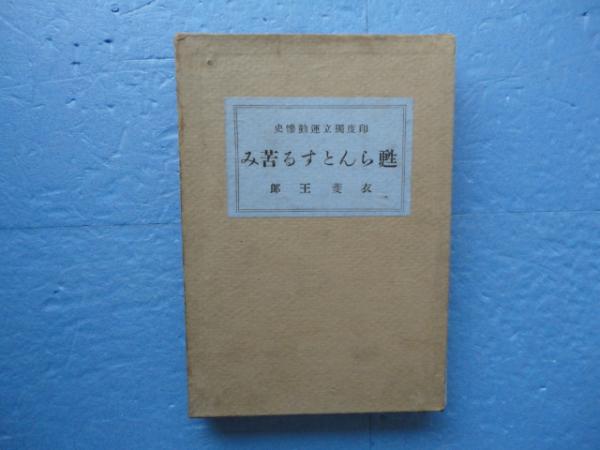 印度獨立運動慘史
甦らんとする苦み
衣斐王郎